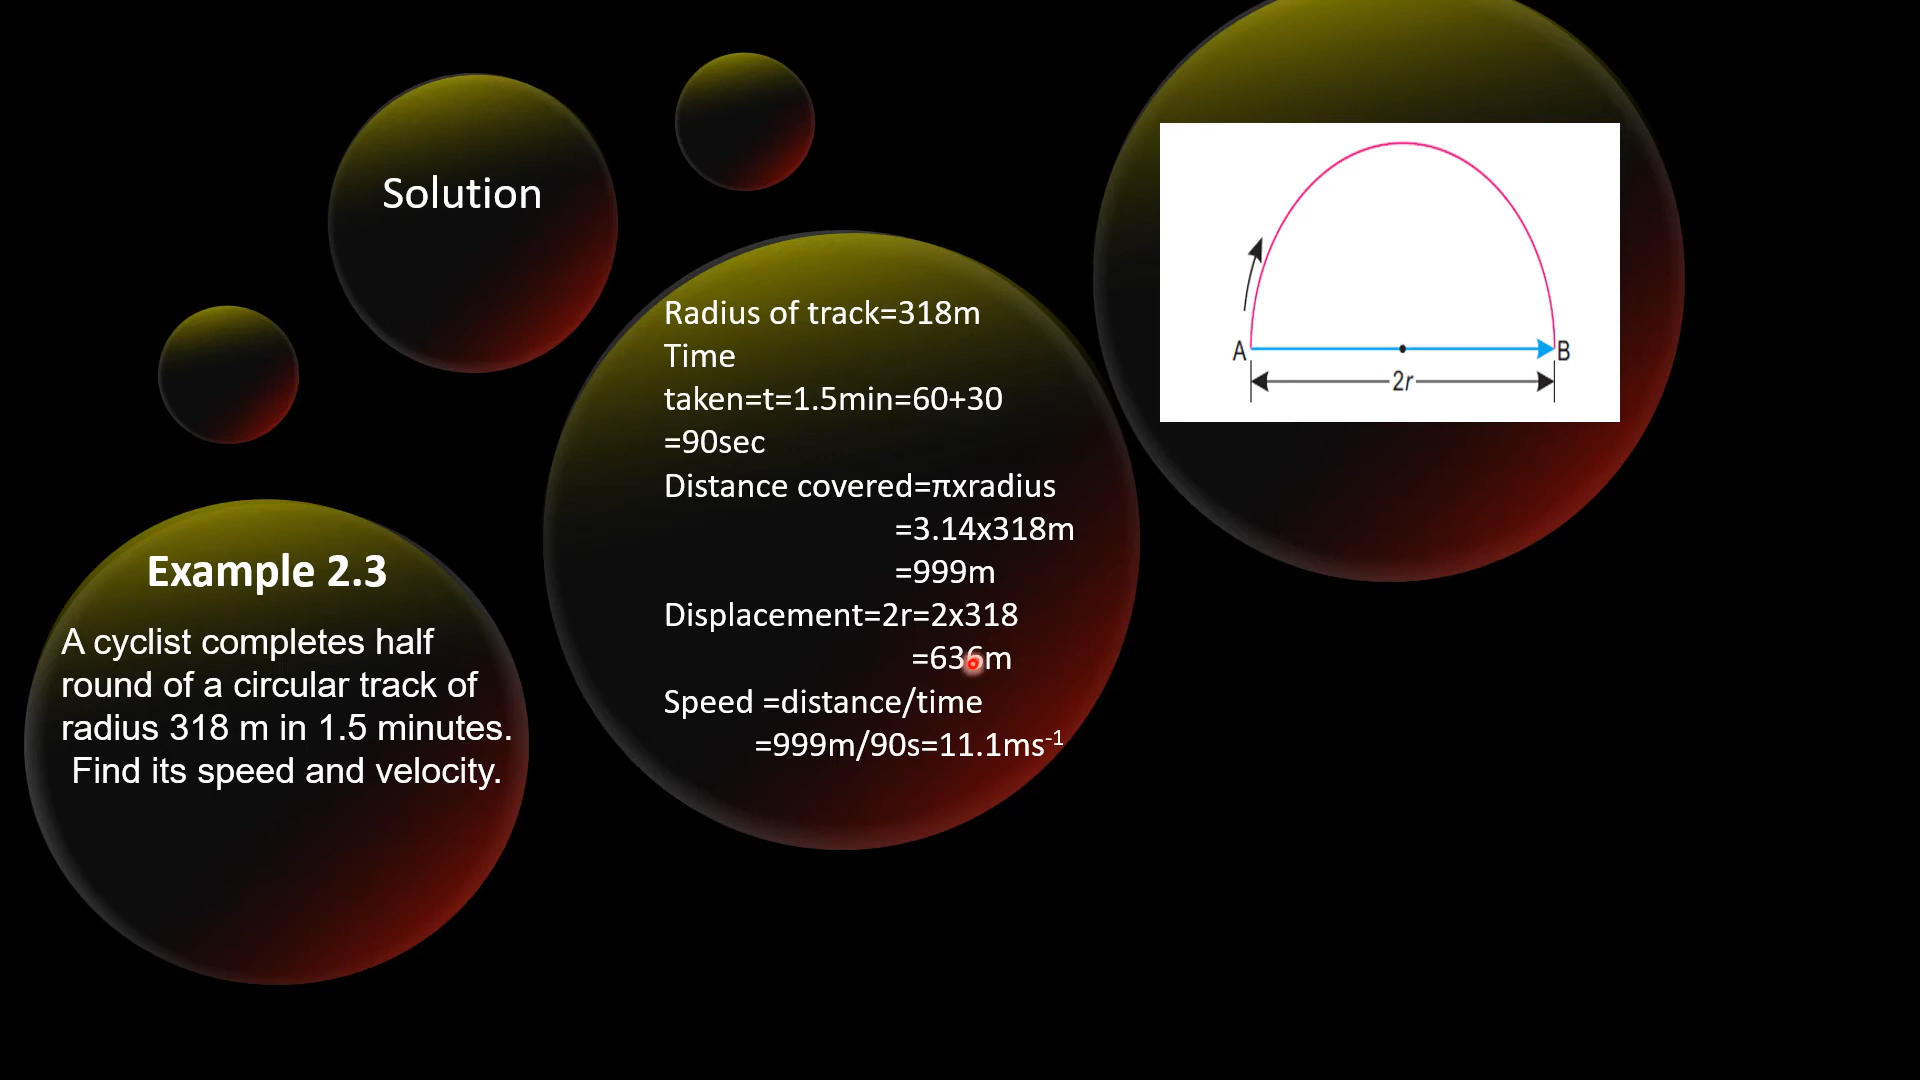 Solution
Radius of track=318m
Time
taken=t=1.5min=60+30
=90sec
Distance covered=πxradius
=3.14x318m
=999m
Displacement=2r=2x318
=636m
Speed =distance/time
=999m/90s=11.1ms⁻¹
Example 2.3
A cyclist completes half
round of a circular track of
radius 318 m in 1.5 minutes.
Find its speed and velocity.
A
B
2r